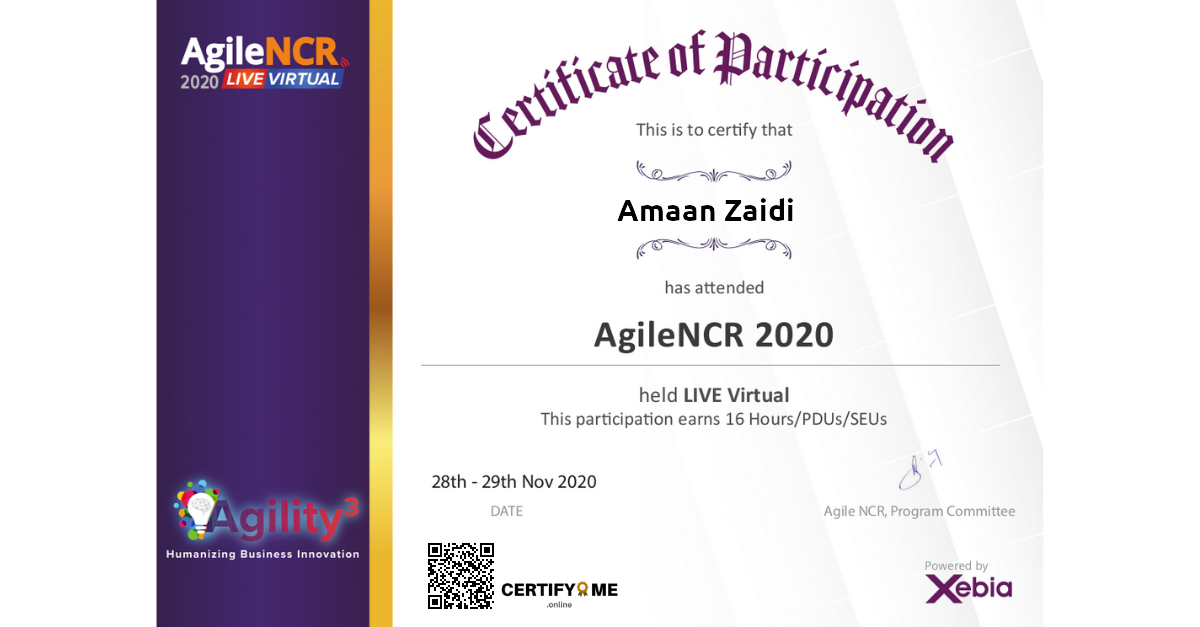 AgileNCR
2020 LIVE VIRTUAL
Certificate of Participation
This is to certify that
Amaan Zaidi
has attended
AgileNCR 2020
held LIVE Virtual
This participation earns 16 Hours/PDUs/SEUs
28th - 29th Nov 2020
DATE
Agile NCR, Program Committee
Agility³
Humanizing Business Innovation
CERTIFY ME
.online
Powered by
Xebia